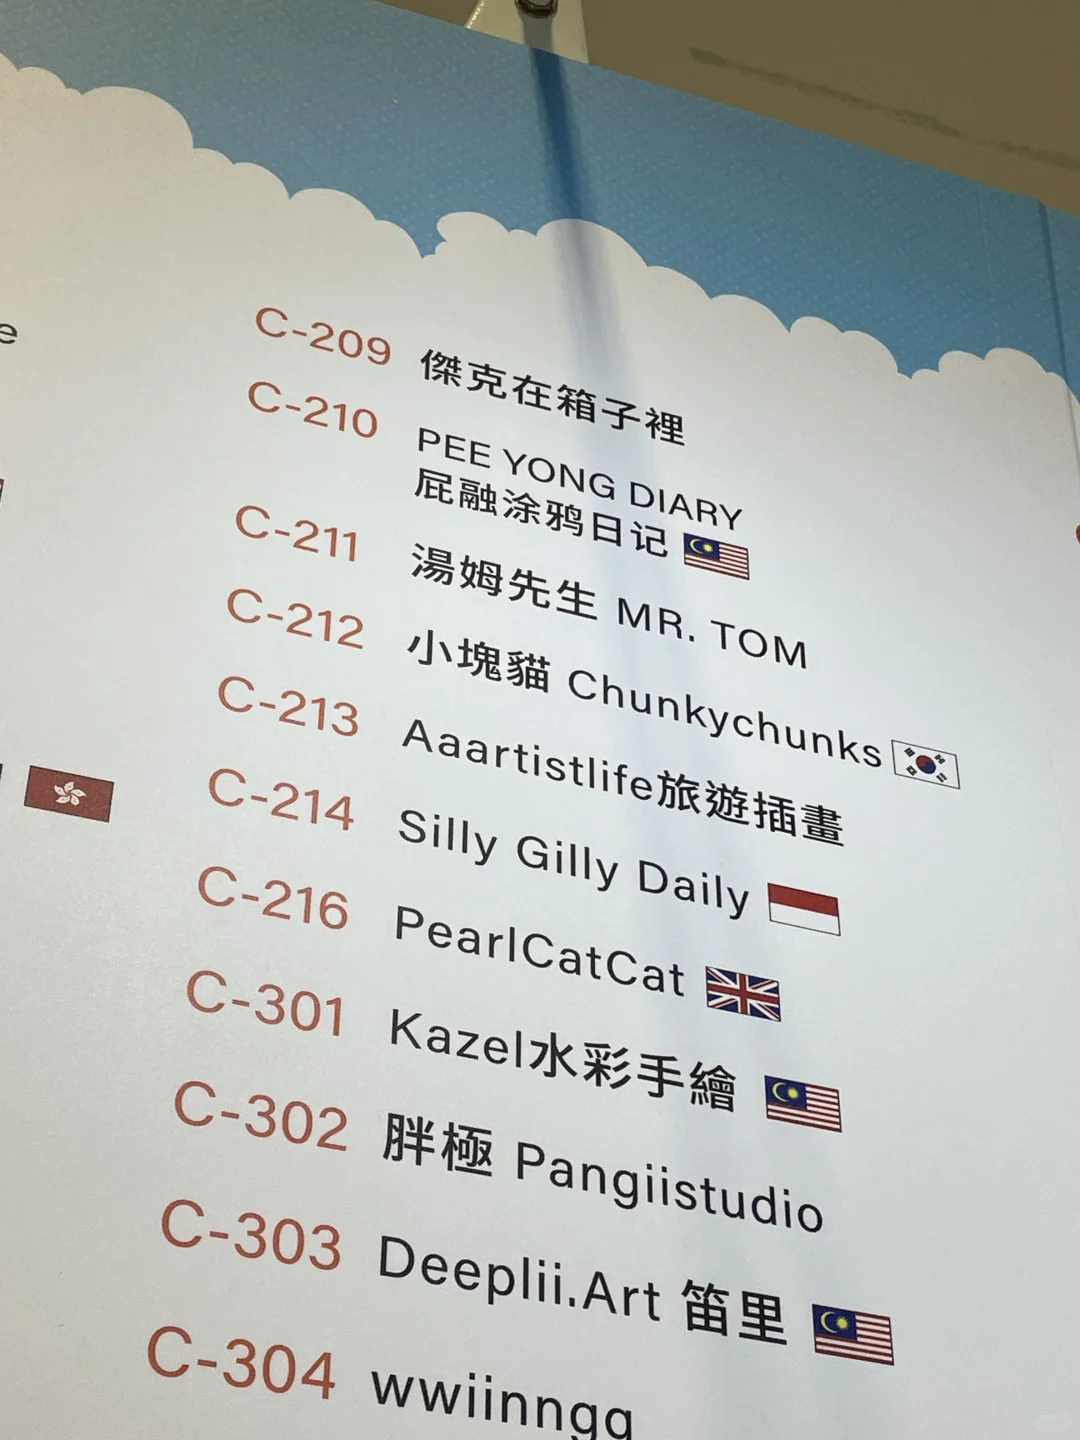 e
C-209 傑克在箱子裡
C-210 PEE YONG DIARY
屁融涂鸦日记
C-211 湯姆先生 MR. TOM
C-212 小塊貓 Chunkychunks
C-213 Aaartistlife旅遊插畫
C-214 Silly Gilly Daily
C-216 PearlCatCat
C-301 Kazel水彩手繪
C-302 胖極 Pangiistudio
C-303 Deeplii.Art 笛里
C-304 wwiinngg